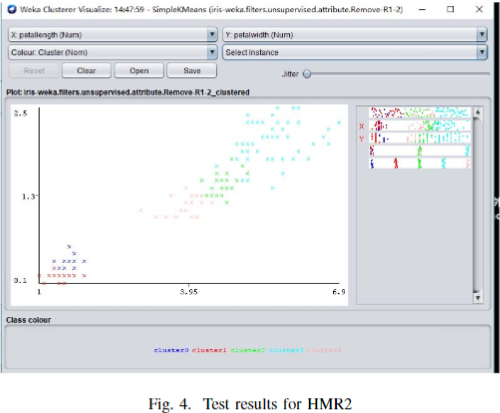 Weka Clusterer Visualize: 14:47:59 - SimpleKMeans (iris-weka.filters.unsupervised.attribute.Remove-R1-2)
X: petallength (Num) Y: petalwidth (Num)
Colour: Cluster (Nom) Select Instance
Reset Clear Open Save Jitter
Plot: iris-weka.filters.unsupervised.attribute.Remove-R1-2_clustered
2.5
1.3
0.1
1 3.95 6.9
X
Y
Class colour
cluster0 cluster1 cluster2 cluster3 cluster4
Fig. 4. Test results for HMR2